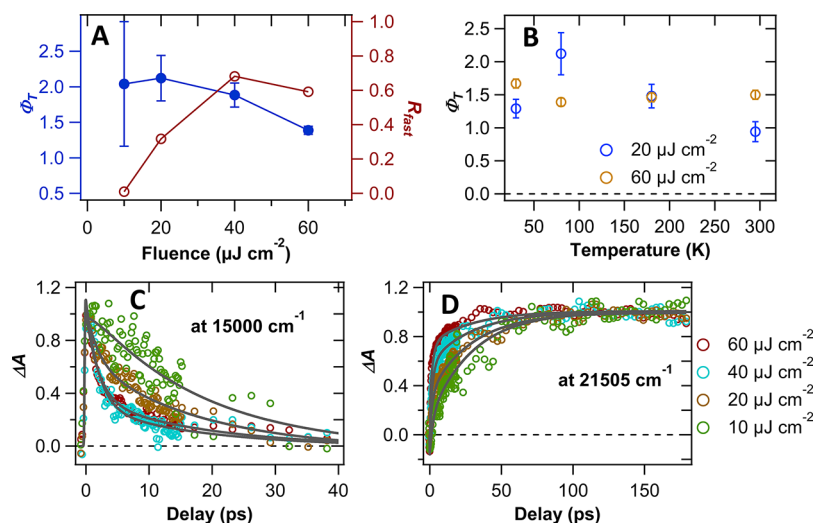 A
2.5
2.0
1.5
1.0
0.5
Φ_T
1.0
0.8
0.6
0.4
0.2
0.0
R_fast
0 20 40 60
Fluence (µJ cm⁻²)
B
2.5
2.0
1.5
1.0
0.5
0.0
Φ_T
20 µJ cm⁻²
60 µJ cm⁻²
50 100 150 200 250 300
Temperature (K)
C
1.2
0.8
0.4
0.0
ΔA
at 15000 cm⁻¹
0 10 20 30 40
Delay (ps)
D
1.2
0.8
0.4
0.0
ΔA
at 21505 cm⁻¹
0 50 100 150
Delay (ps)
60 µJ cm⁻²
40 µJ cm⁻²
20 µJ cm⁻²
10 µJ cm⁻²